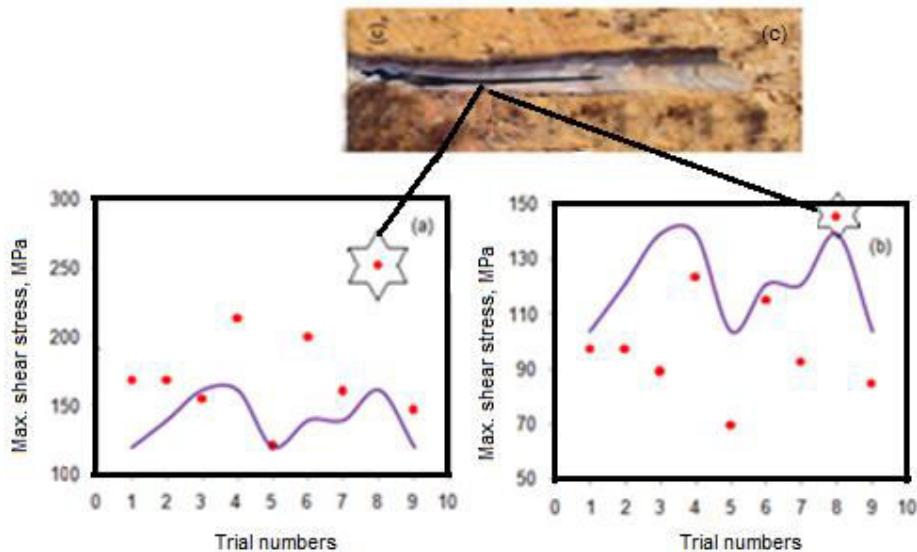 (c)
(c)
Max. shear stress, MPa
300
250
200
150
100
(a)
0 1 2 3 4 5 6 7 8 9 10
Trial numbers
Max. shear stress, MPa
150
130
110
90
70
50
(b)
0 1 2 3 4 5 6 7 8 9 10
Trial numbers